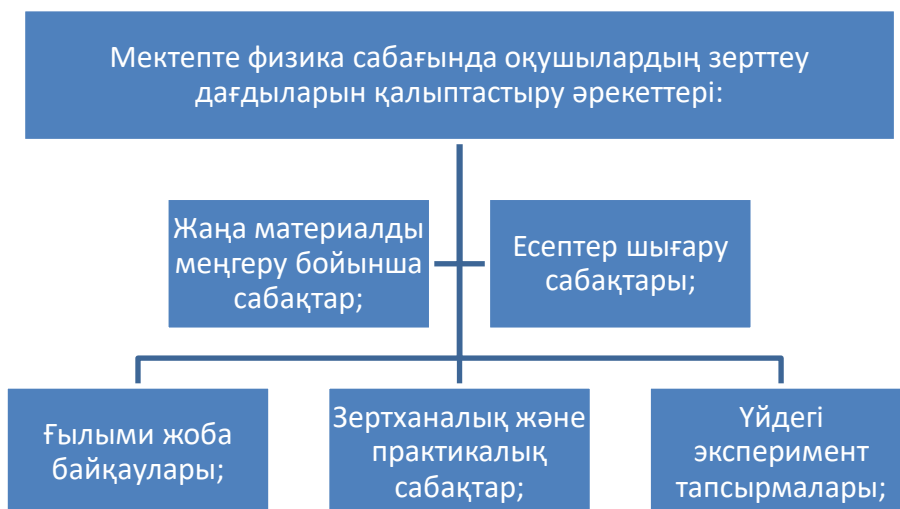 Мектепте физика сабағында оқушылардың зерттеу
дағдыларын қалыптастыру әрекеттері:
Жаңа материалды
меңгеру бойынша
сабақтар;
Есептер шығару
сабақтары;
Ғылыми жоба
байқаулары;
Зертханалық және
практикалық
сабақтар;
Үйдегі
эксперимент
тапсырмалары;